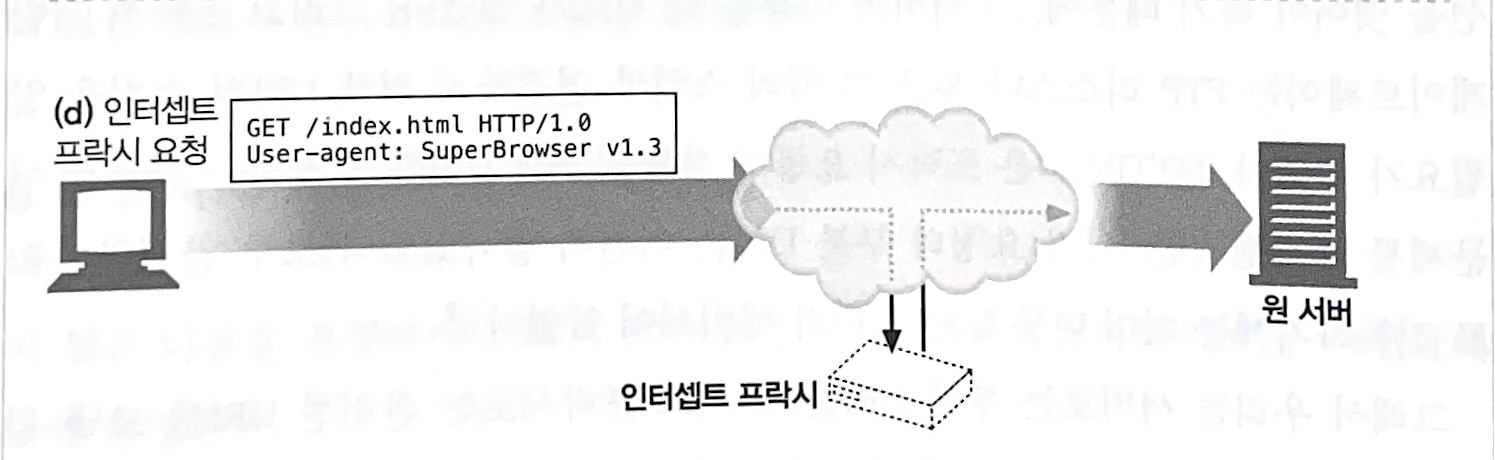 (d) 인터셉트
프락시 요청
GET /index.html HTTP/1.0
User-agent: SuperBrowser v1.3
원 서버
인터셉트 프락시